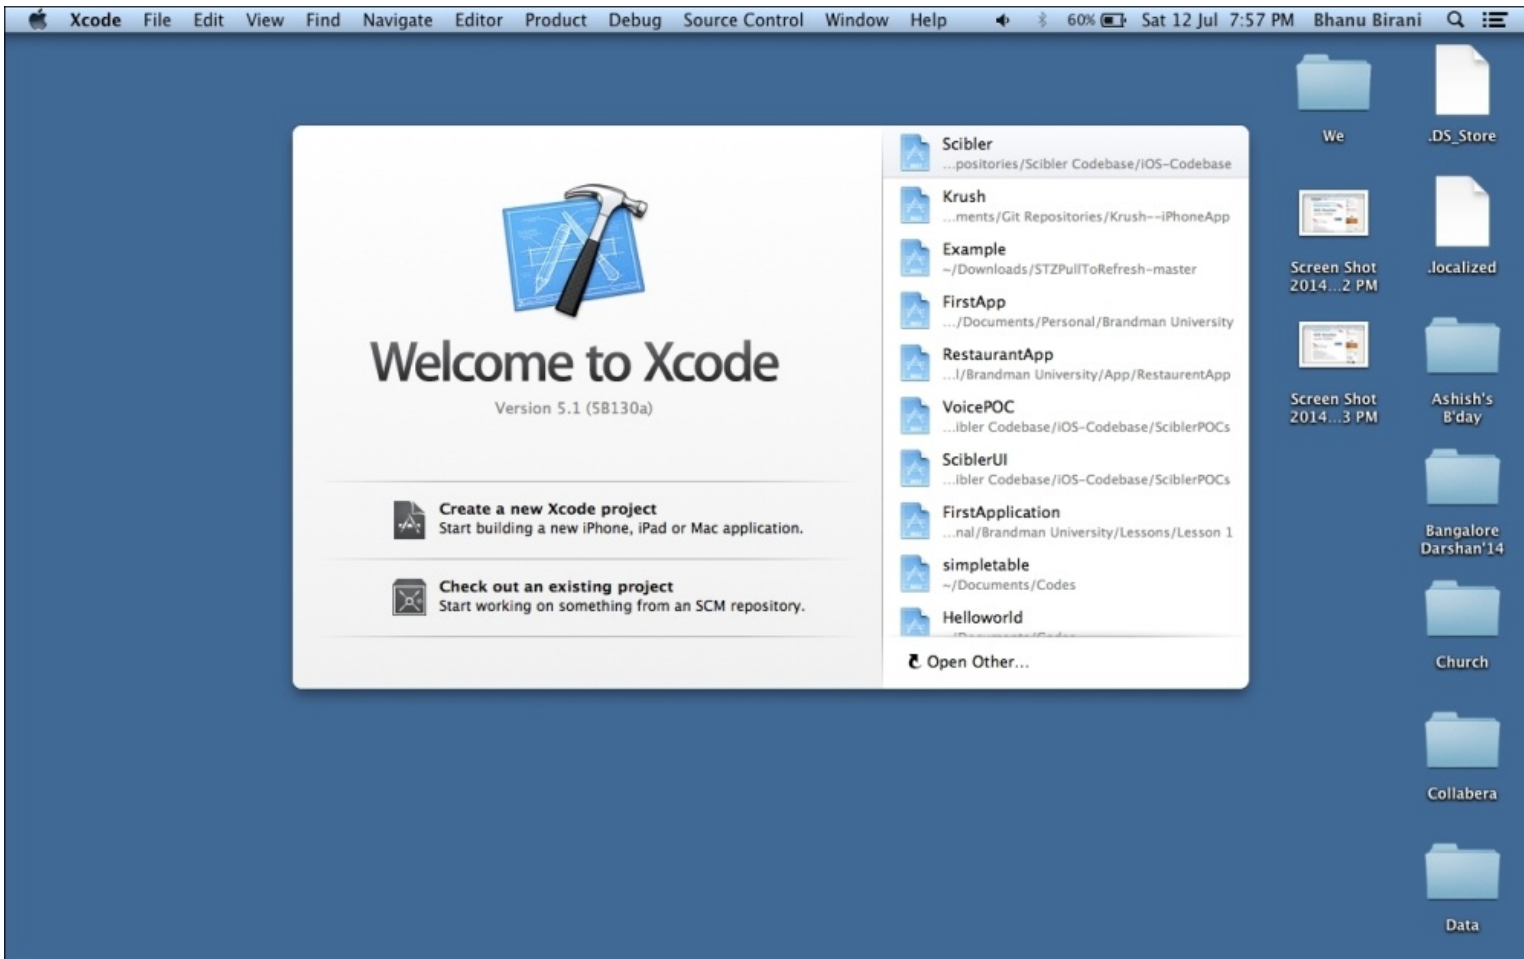 Xcode File Edit View Find Navigate Editor Product Debug Source Control Window Help 60% Sat 12 Jul 7:57 PM Bhanu Birani
Welcome to Xcode
Version 5.1 (5B130a)
Create a new Xcode project
Start building a new iPhone, iPad or Mac application.
Check out an existing project
Start working on something from an SCM repository.
Scibler
...positories/Scibler Codebase/iOS-Codebase
Krush
...ments/Git Repositories/Krush--iPhoneApp
Example
~/Downloads/STZPullToRefresh-master
FirstApp
.../Documents/Personal/Brandman University
RestaurantApp
...l/Brandman University/App/RestaurentApp
VoicePOC
...ibler Codebase/iOS-Codebase/SciblerPOCs
SciblerUI
...ibler Codebase/iOS-Codebase/SciblerPOCs
FirstApplication
...nal/Brandman University/Lessons/Lesson 1
simpletable
~/Documents/Codes
Helloworld
Open Other...
We
Screen Shot
2014...2 PM
Screen Shot
2014...3 PM
.DS_Store
.localized
Ashish's
B'day
Bangalore
Darshan'14
Church
Collabera
Data